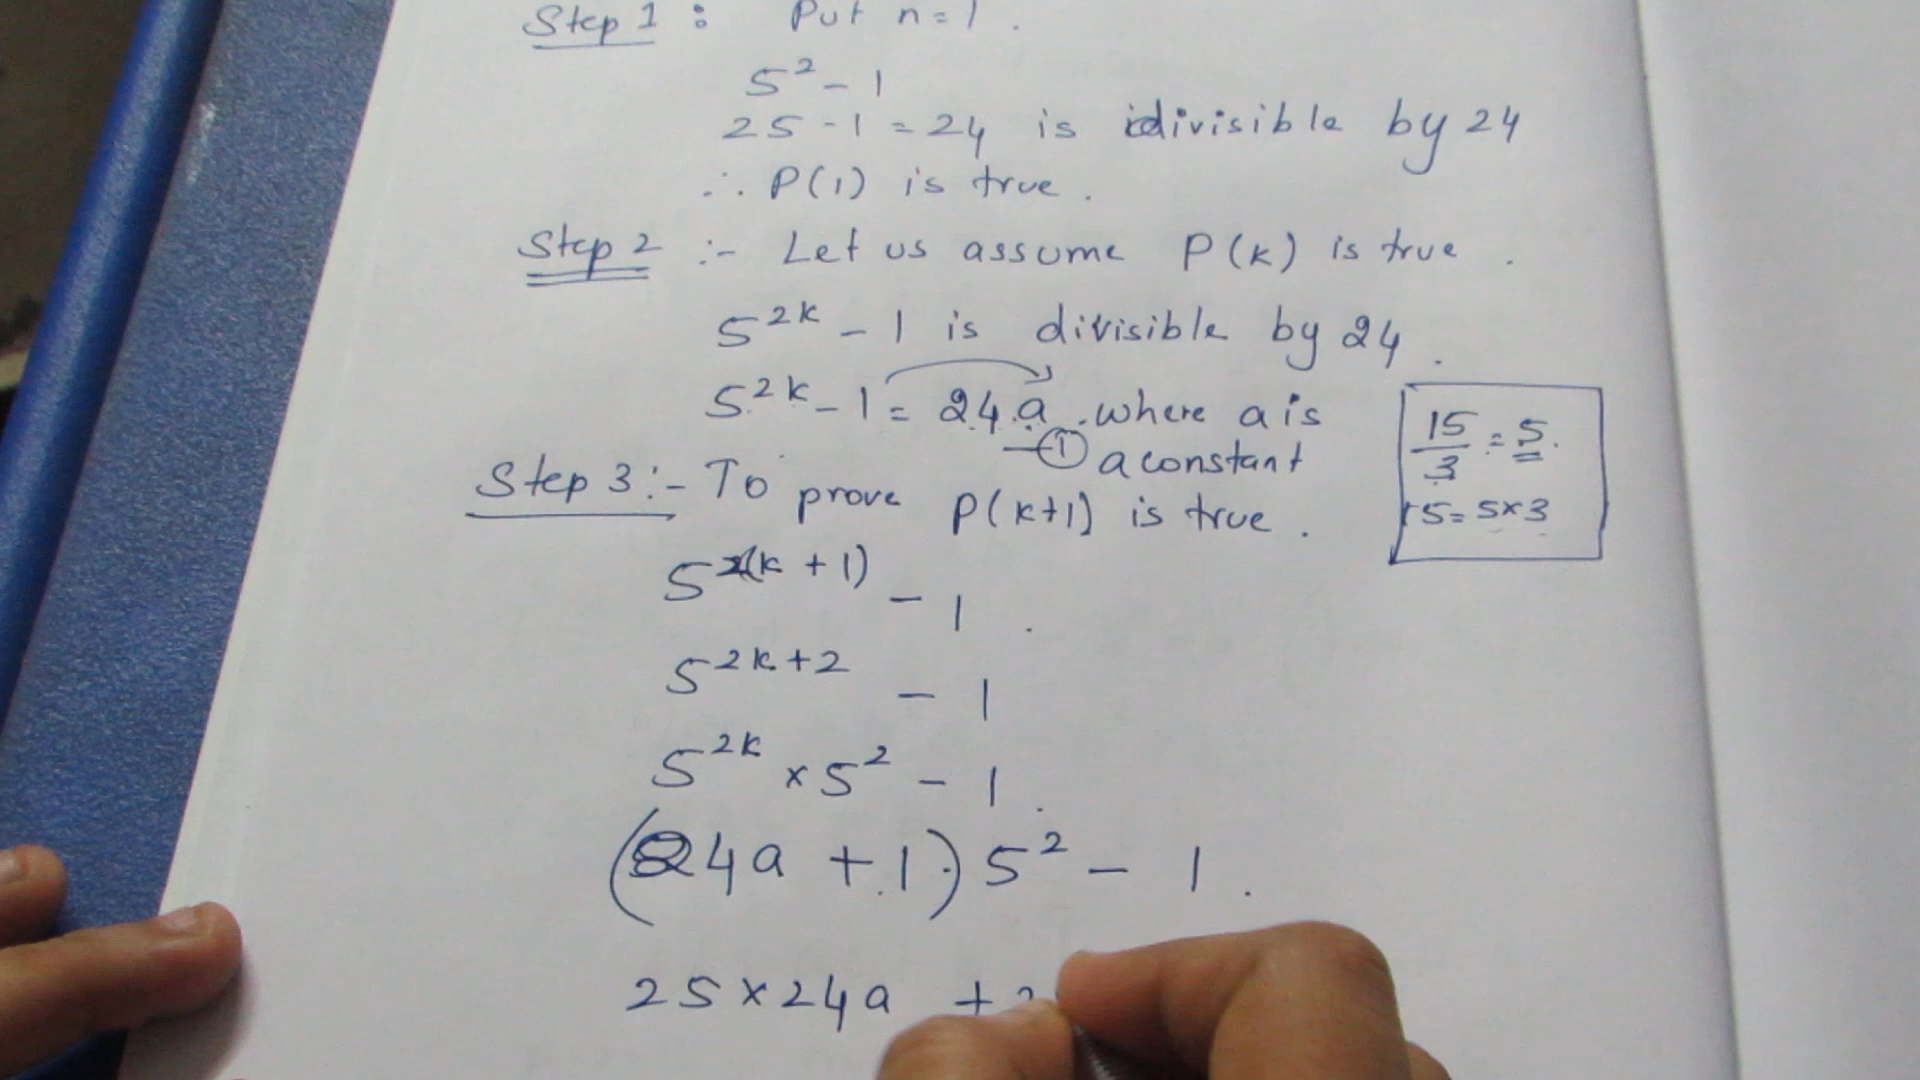 Step 1 : Put n = 1 .
5² - 1
25 - 1 = 24 is divisible by 24
∴ P(1) is true .
Step 2 :- Let us assume P(k) is true .
5^2k - 1 is divisible by 24 .
5^2k - 1 = 24.a . where a is
—① a constant
15/3 = 5.
15 = 5×3
Step 3 :- To prove P(k+1) is true .
5^2(k + 1) - 1 .
5^2k+2 - 1
5^2k × 5² - 1 .
(24a + 1) 5² - 1 .
25 × 24a +